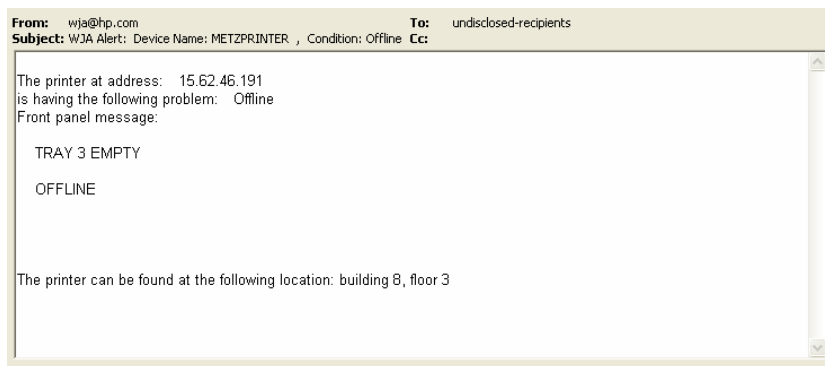 From: wja@hp.com To: undisclosed-recipients
Subject: WJA Alert: Device Name: METZPRINTER , Condition: Offline Cc:
The printer at address: 15.62.46.191
is having the following problem: Offline
Front panel message:
TRAY 3 EMPTY
OFFLINE
The printer can be found at the following location: building 8, floor 3